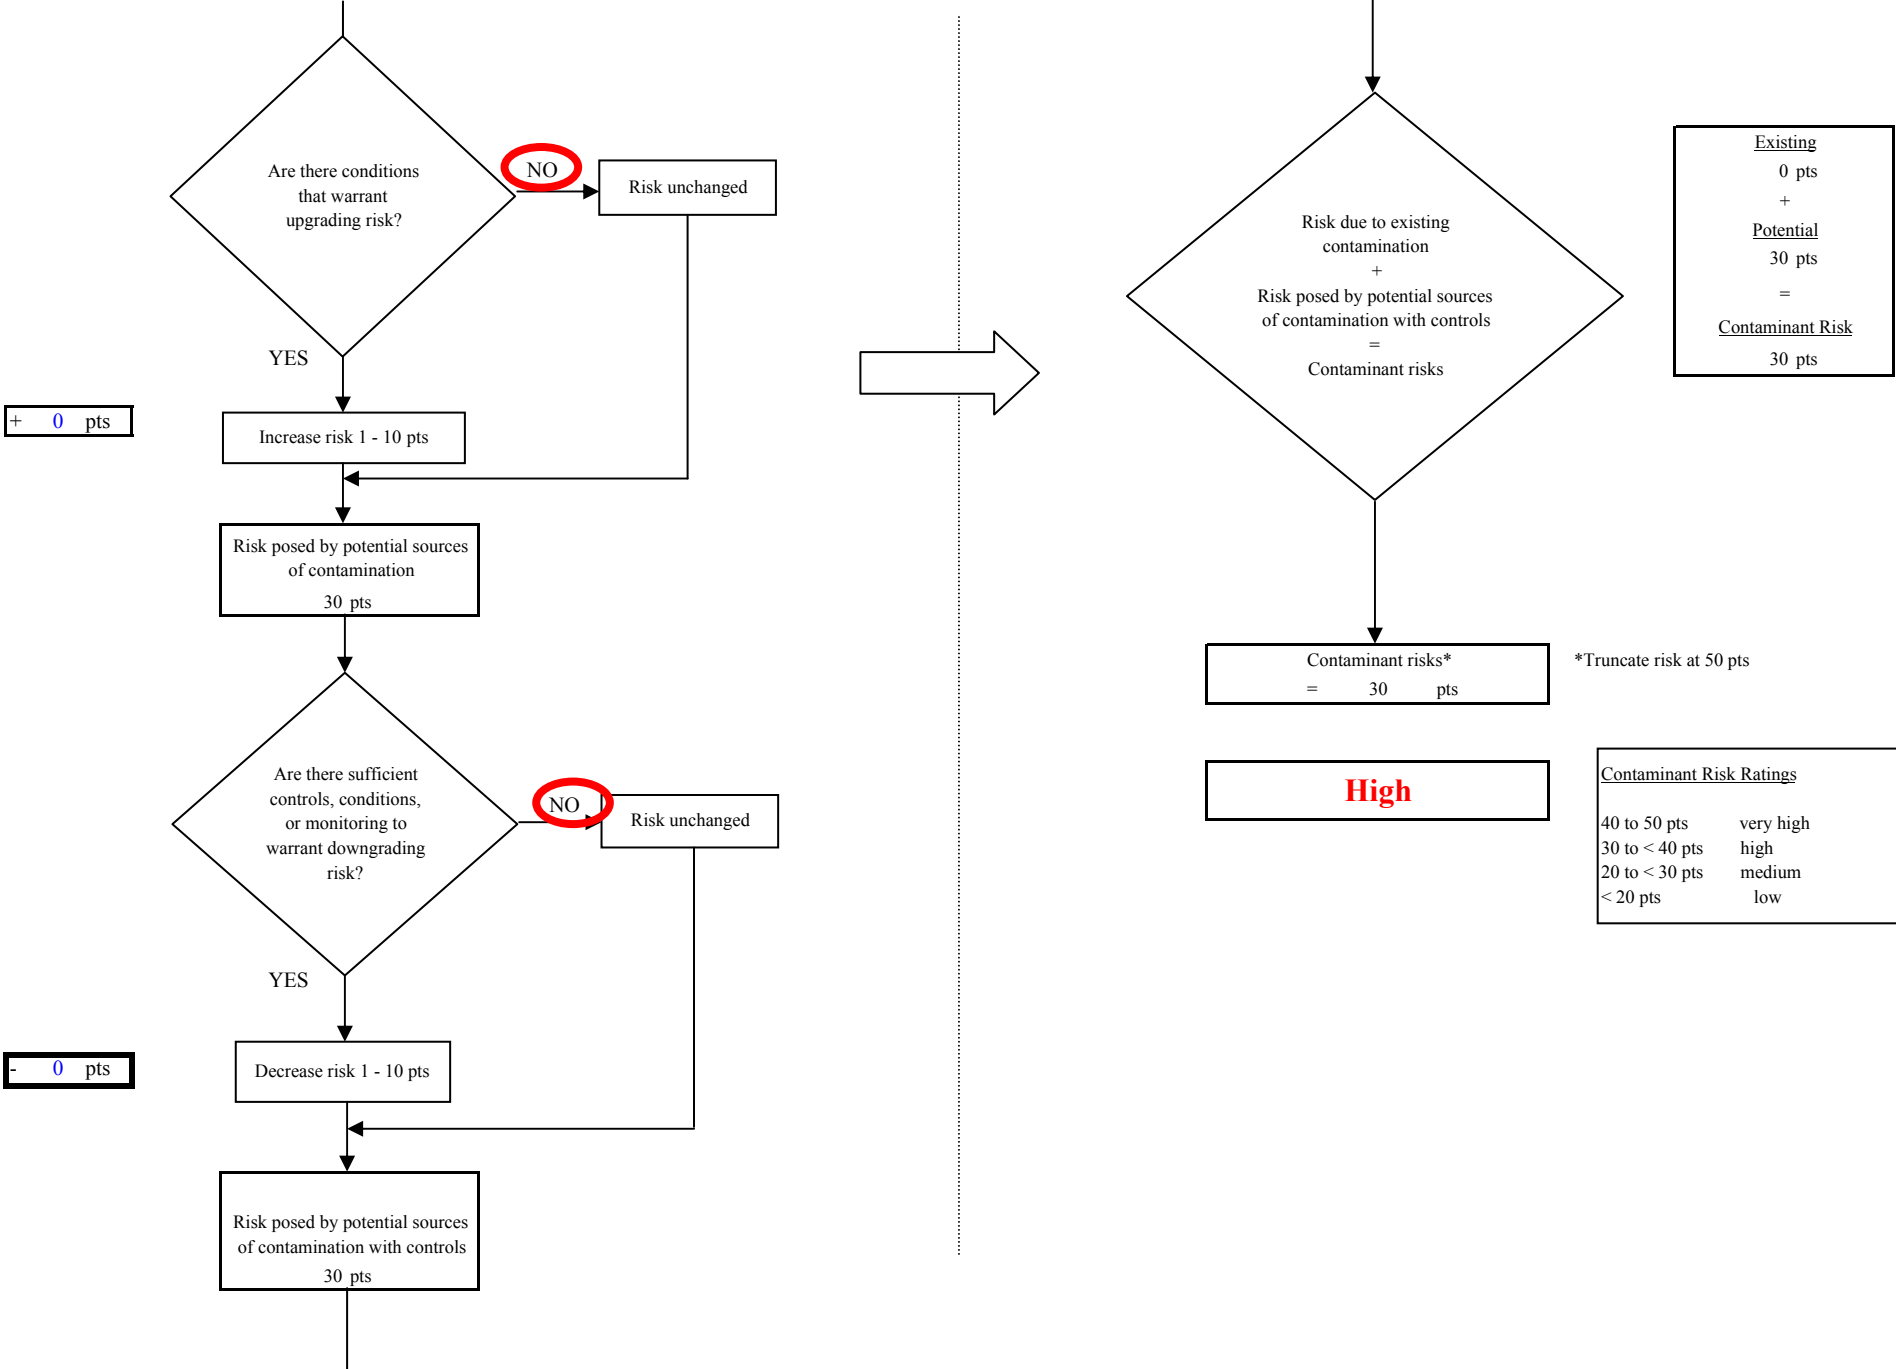 Are there conditions
that warrant
upgrading risk?
NO
Risk unchanged
YES
+ 0 pts
Increase risk 1 - 10 pts
Risk posed by potential sources
of contamination
30 pts
Are there sufficient
controls, conditions,
or monitoring to
warrant downgrading
risk?
NO
Risk unchanged
YES
- 0 pts
Decrease risk 1 - 10 pts
Risk posed by potential sources
of contamination with controls
30 pts
Risk due to existing
contamination
+
Risk posed by potential sources
of contamination with controls
=
Contaminant risks
Existing
0 pts
+
Potential
30 pts
=
Contaminant Risk
30 pts
Contaminant risks*
= 30 pts
*Truncate risk at 50 pts
High
Contaminant Risk Ratings
40 to 50 pts very high
30 to < 40 pts high
20 to < 30 pts medium
< 20 pts low